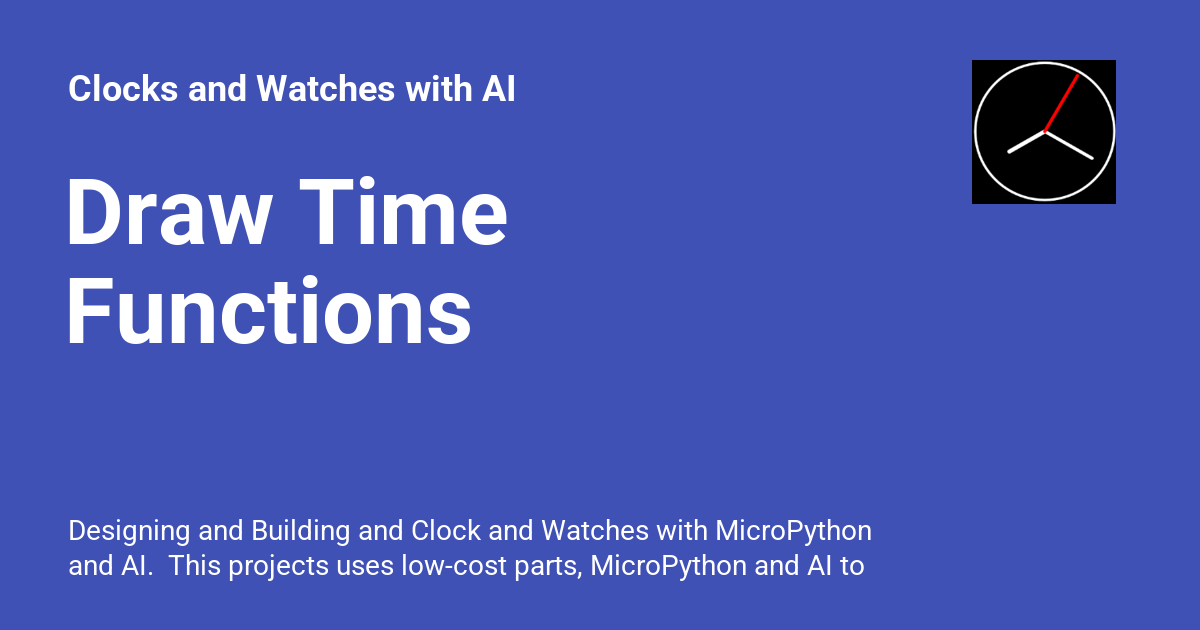 Clocks and Watches with AI
Draw Time
Functions
Designing and Building and Clock and Watches with MicroPython
and AI.  This projects uses low-cost parts, MicroPython and AI to